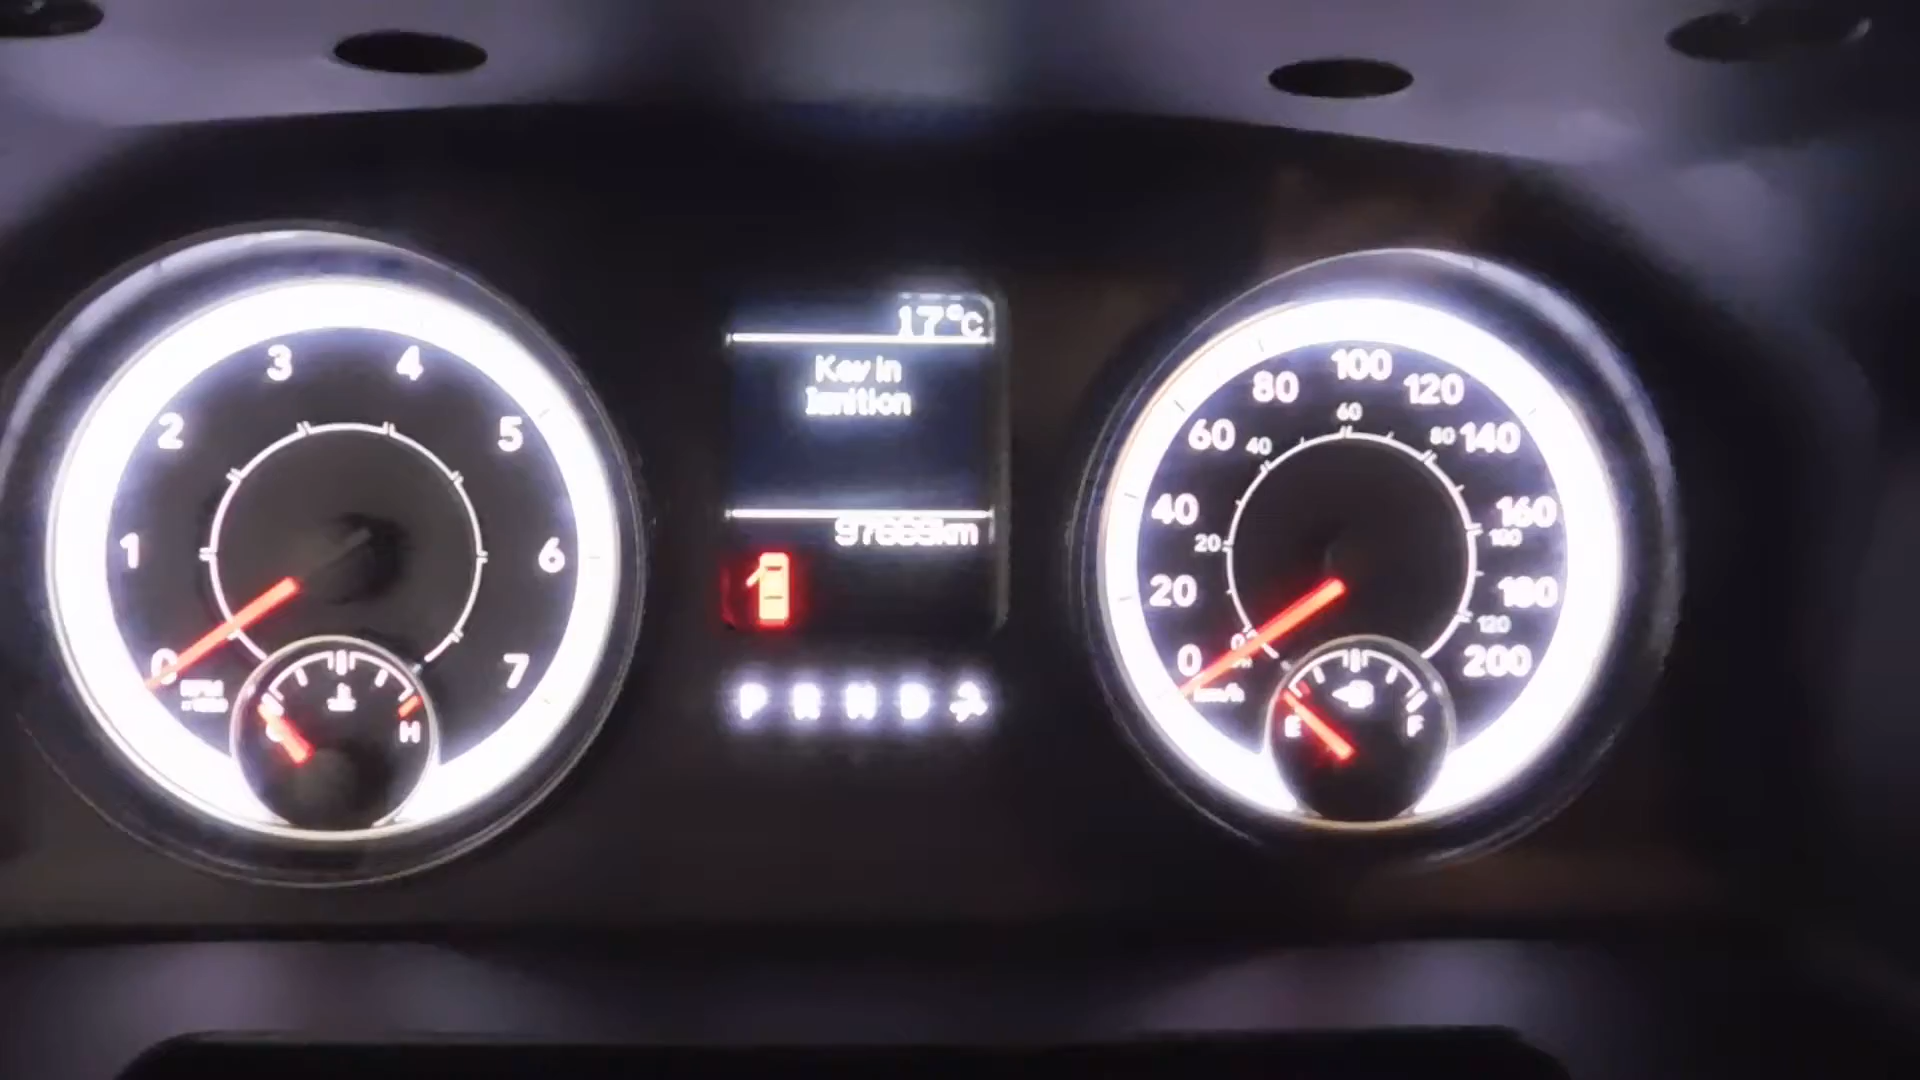 17°C
Key in
Ignition
P R N D
0 1 2 3 4 5 6 7
C H
0 20 40 60 80 100 120 140 160 180 200
20 40 60 80 100 120
km/h
E F